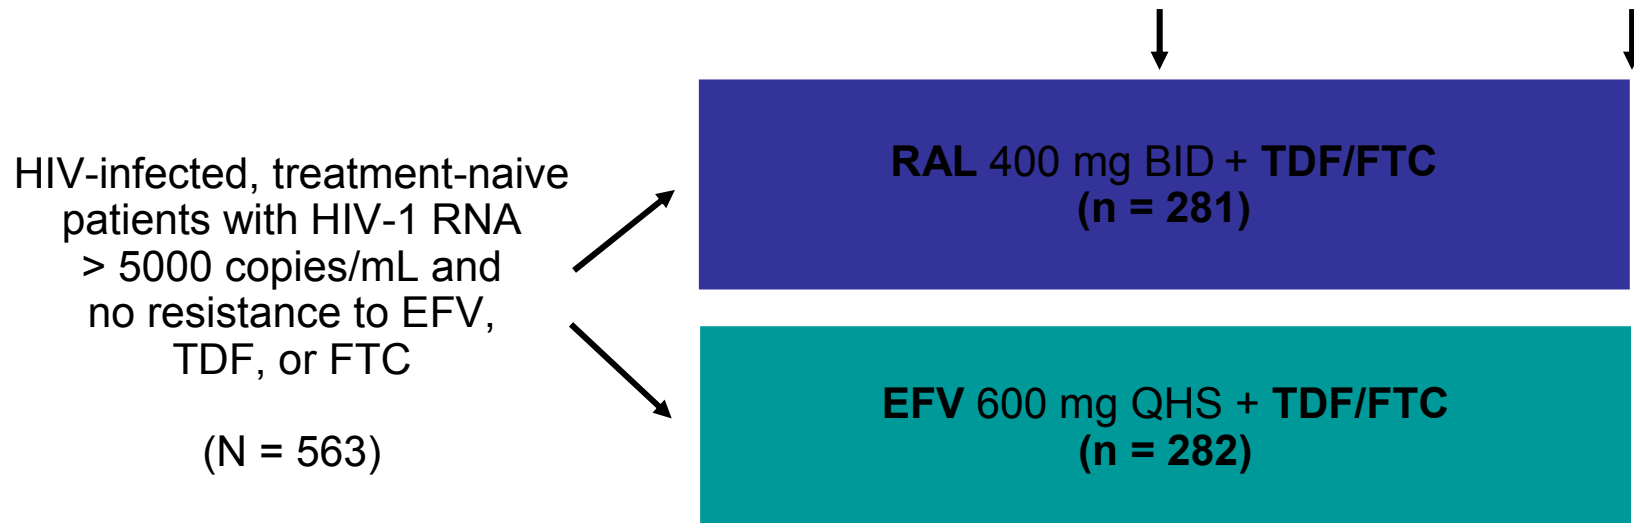 HIV-infected, treatment-naive
patients with HIV-1 RNA
> 5000 copies/mL and
no resistance to EFV,
TDF, or FTC
(N = 563)
RAL 400 mg BID + TDF/FTC
(n = 281)
EFV 600 mg QHS + TDF/FTC
(n = 282)